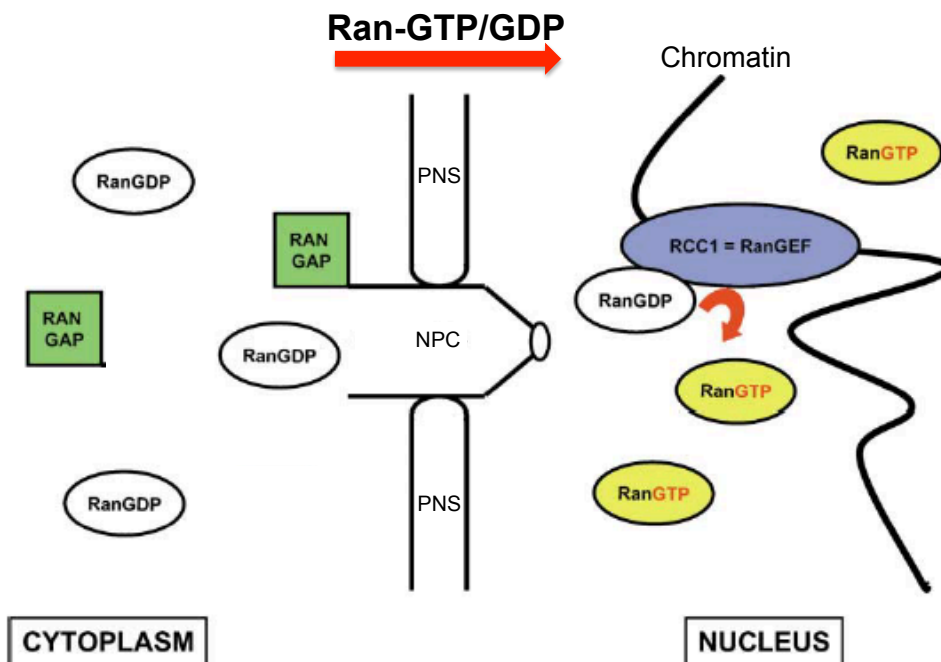 Ran-GTP/GDP
Chromatin
RanGTP
RanGDP
PNS
RAN
GAP
RCC1 = RanGEF
RanGDP
RAN
GAP
RanGDP
NPC
RanGTP
RanGDP
PNS
RanGTP
CYTOPLASM
NUCLEUS